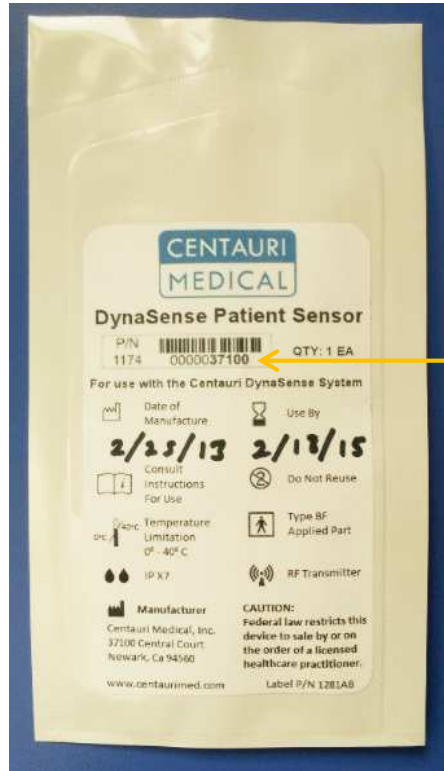 CENTAURI
MEDICAL
DynaSense Patient Sensor
P/N
1174 0000037100 QTY: 1 EA
For use with the Centauri DynaSense System
Date of Manufacture
2/25/13
Use By
2/18/15
Consult Instructions For Use
Do Not Reuse
0°C 40°C
Temperature Limitation
0° - 40° C
Type BF Applied Part
IP X7
RF Transmitter
Manufacturer
Centauri Medical, Inc.
37100 Central Court
Newark, Ca 94560
CAUTION:
Federal law restricts this
device to sale by or on
the order of a licensed
healthcare practitioner.
www.centaurimed.com
Label P/N 1281AB